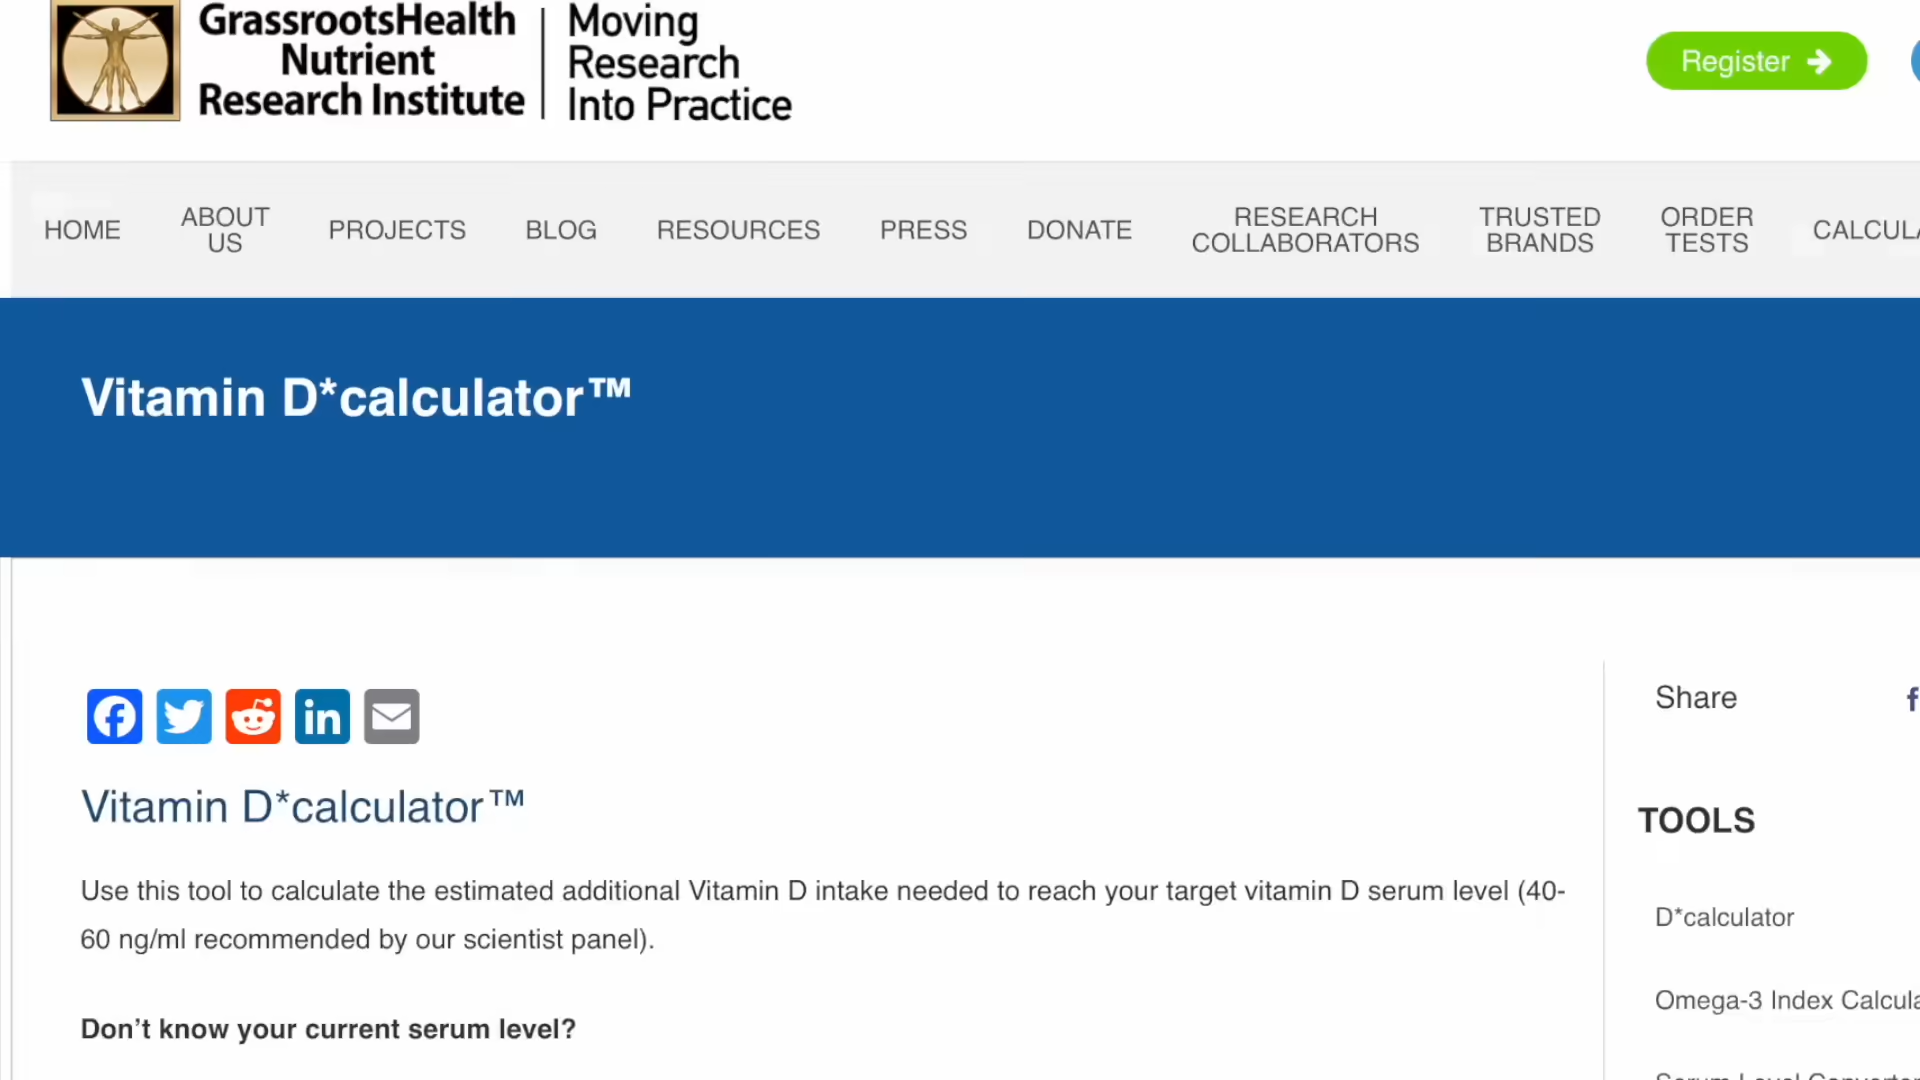 GrassrootsHealth
Nutrient
Research Institute
Moving
Research
Into Practice
Register
HOME
ABOUT
US
PROJECTS
BLOG
RESOURCES
PRESS
DONATE
RESEARCH
COLLABORATORS
TRUSTED
BRANDS
ORDER
TESTS
Vitamin D*calculator™
Vitamin D*calculator™
Use this tool to calculate the estimated additional Vitamin D intake needed to reach your target vitamin D serum level (40-
60 ng/ml recommended by our scientist panel).
Don’t know your current serum level?
Share
TOOLS
D*calculator
Omega-3 Index